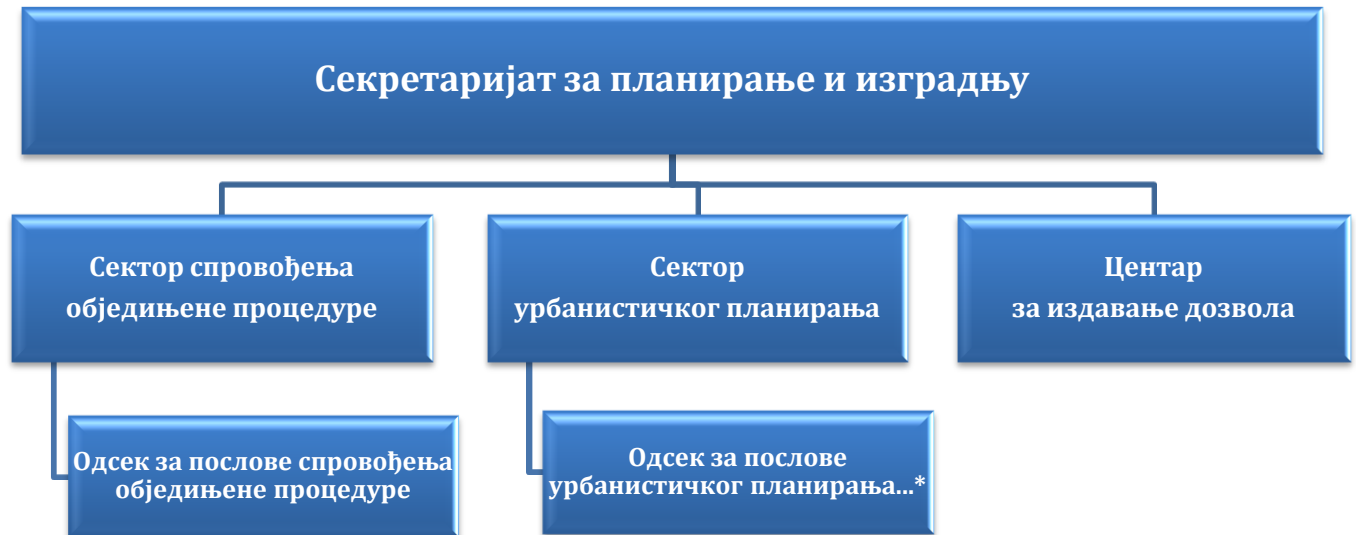 Секретаријат за планирање и изградњу
Сектор спровођења
обједињене процедуре
Сектор
урбанистичког планирања
Центар
за издавање дозвола
Одсек за послове спровођења
обједињене процедуре
Одсек за послове
урбанистичког планирања...*